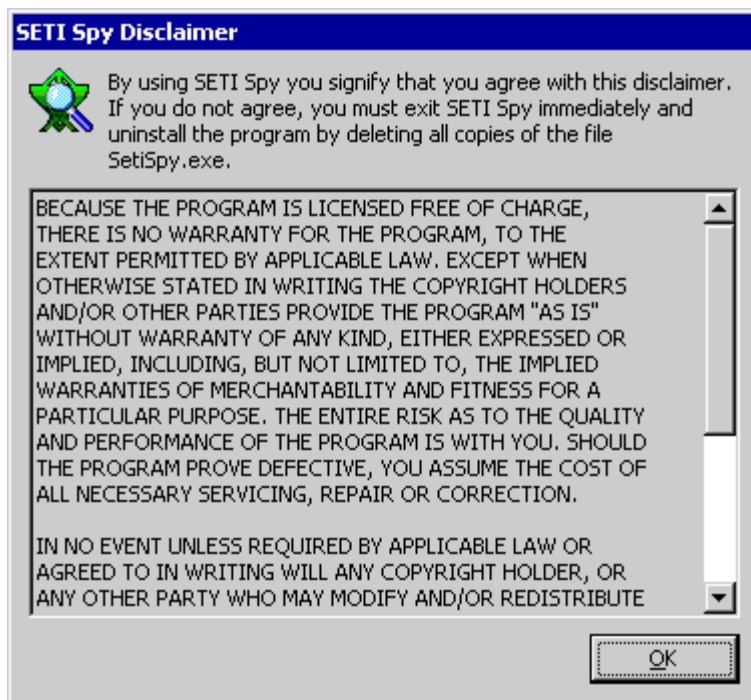 SETI Spy Disclaimer
By using SETI Spy you signify that you agree with this disclaimer.
If you do not agree, you must exit SETI Spy immediately and
uninstall the program by deleting all copies of the file
SetiSpy.exe.
BECAUSE THE PROGRAM IS LICENSED FREE OF CHARGE,
THERE IS NO WARRANTY FOR THE PROGRAM, TO THE
EXTENT PERMITTED BY APPLICABLE LAW. EXCEPT WHEN
OTHERWISE STATED IN WRITING THE COPYRIGHT HOLDERS
AND/OR OTHER PARTIES PROVIDE THE PROGRAM "AS IS"
WITHOUT WARRANTY OF ANY KIND, EITHER EXPRESSED OR
IMPLIED, INCLUDING, BUT NOT LIMITED TO, THE IMPLIED
WARRANTIES OF MERCHANTABILITY AND FITNESS FOR A
PARTICULAR PURPOSE. THE ENTIRE RISK AS TO THE QUALITY
AND PERFORMANCE OF THE PROGRAM IS WITH YOU. SHOULD
THE PROGRAM PROVE DEFECTIVE, YOU ASSUME THE COST OF
ALL NECESSARY SERVICING, REPAIR OR CORRECTION.
IN NO EVENT UNLESS REQUIRED BY APPLICABLE LAW OR
AGREED TO IN WRITING WILL ANY COPYRIGHT HOLDER, OR
ANY OTHER PARTY WHO MAY MODIFY AND/OR REDISTRIBUTE
OK